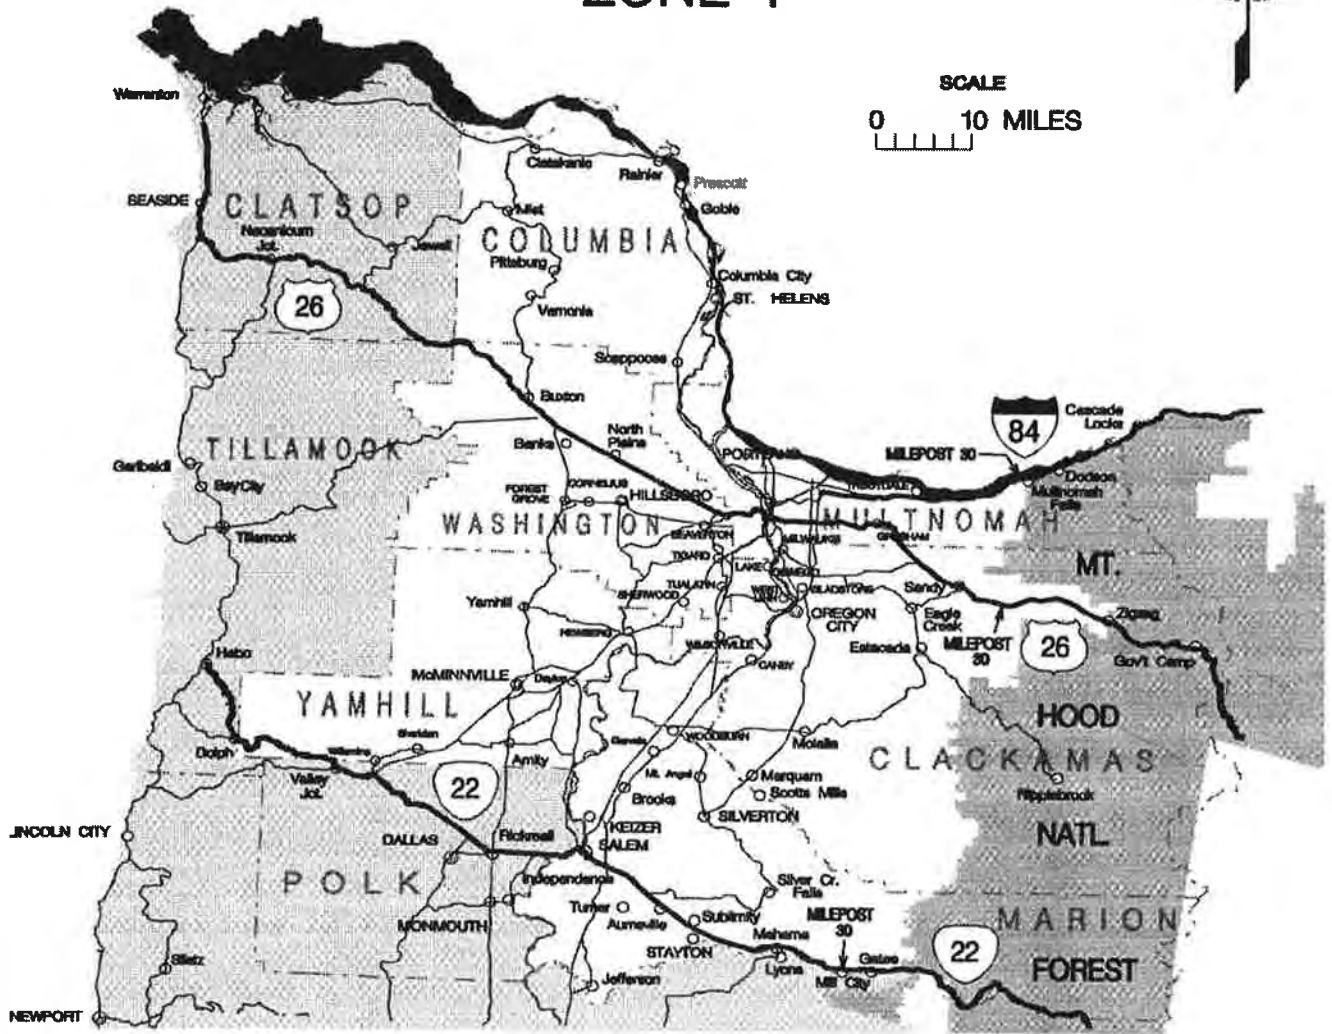 ZONE 1
SCALE
0 10 MILES
Warrenton
Clatskanie
Rainier
Prescott
SEASIDE
CLATSOP
Mist
Goble
Necanicum
Jct.
Jewell
COLUMBIA
Pittsburg
Columbia City
ST. HELENS
26
Vernonia
Scappoose
Buxton
84
Cascade
Locks
Banks
North
Plains
PORTLAND
MILEPOST 30
TILLAMOOK
Garibaldi
Bay City
Dodson
Multnomah
Falls
FOREST
GROVE
CORNELIUS
HILLSBORO
TROUTDALE
WASHINGTON
MULTNOMAH
Tillamook
BEAVERTON
MILWAUKIE
GRESHAM
TIGARD
LAKE
OSWEGO
MT.
TUALATIN
SHERWOOD
WEST
LINN
GLADSTONE
Sandy
Yamhill
OREGON
CITY
Eagle
Creek
Zigzag
NEWBERG
MILEPOST
30
26
WILSONVILLE
Estacada
Gov't Camp
Hebo
CANBY
McMINNVILLE
Dayton
YAMHILL
HOOD
Dolph
Sheridan
Willamina
Gervais
WOODBURN
Molalla
CLACKAMAS
Valley
Jct.
Amity
22
Mt. Angel
Marquam
Scotts Mills
Ripplebrook
Brooks
LINCOLN CITY
DALLAS
Rickreall
KEIZER
SALEM
SILVERTON
NATL
POLK
Independence
Silver Cr.
Falls
MONMOUTH
Turner
Aumsville
Sublimity
MILEPOST
30
MARION
STAYTON
Mehama
Lyons
Gates
Mill City
22
FOREST
Siletz
Jefferson
NEWPORT